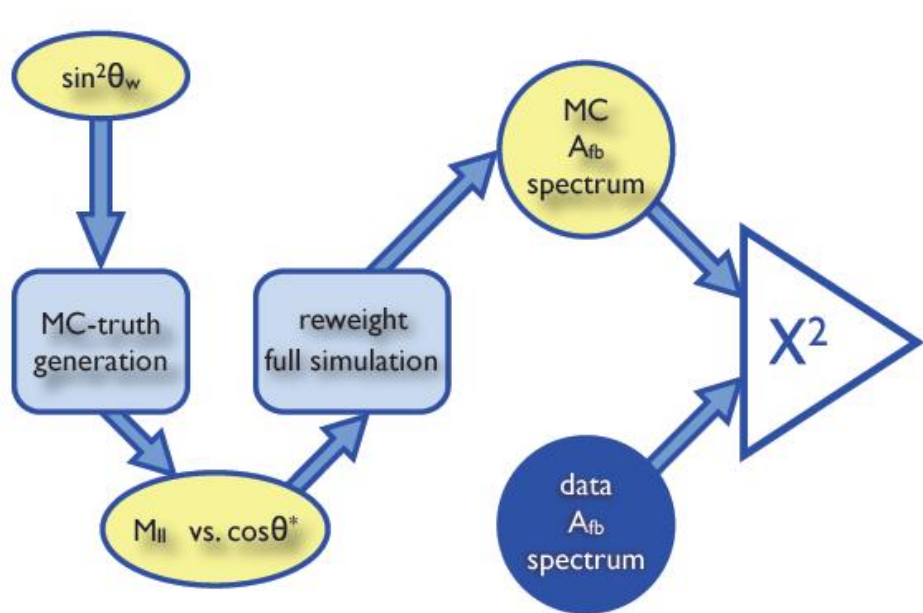 sin²θw
MC-truth
generation
Mll vs. cosθ*
reweight
full simulation
MC
Afb
spectrum
data
Afb
spectrum
X²